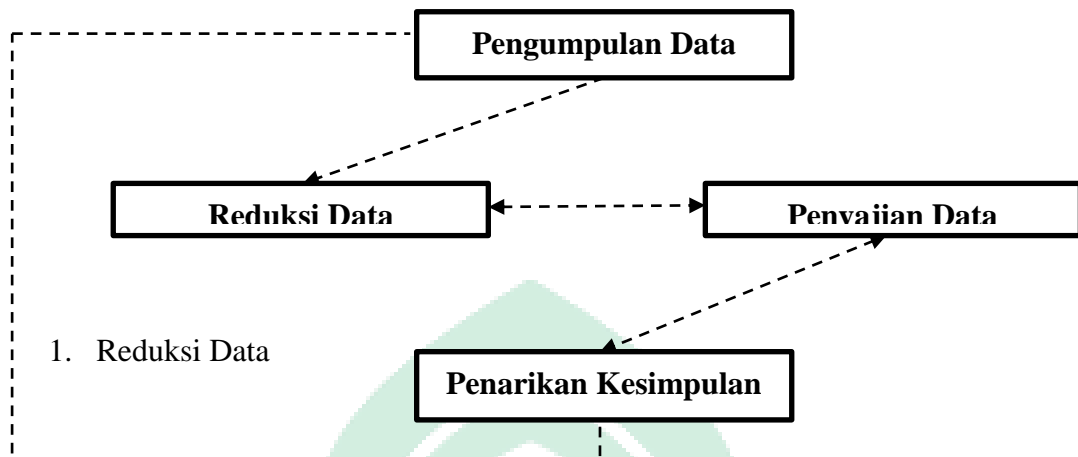 Pengumpulan Data
Reduksi Data
Penyajian Data
1. Reduksi Data
Penarikan Kesimpulan